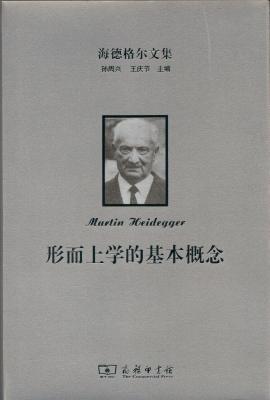 海德格尔文集
孙周兴 王庆节 主编
Martin Heidegger
形而上学的基本概念
商务印书馆
The Commercial Press